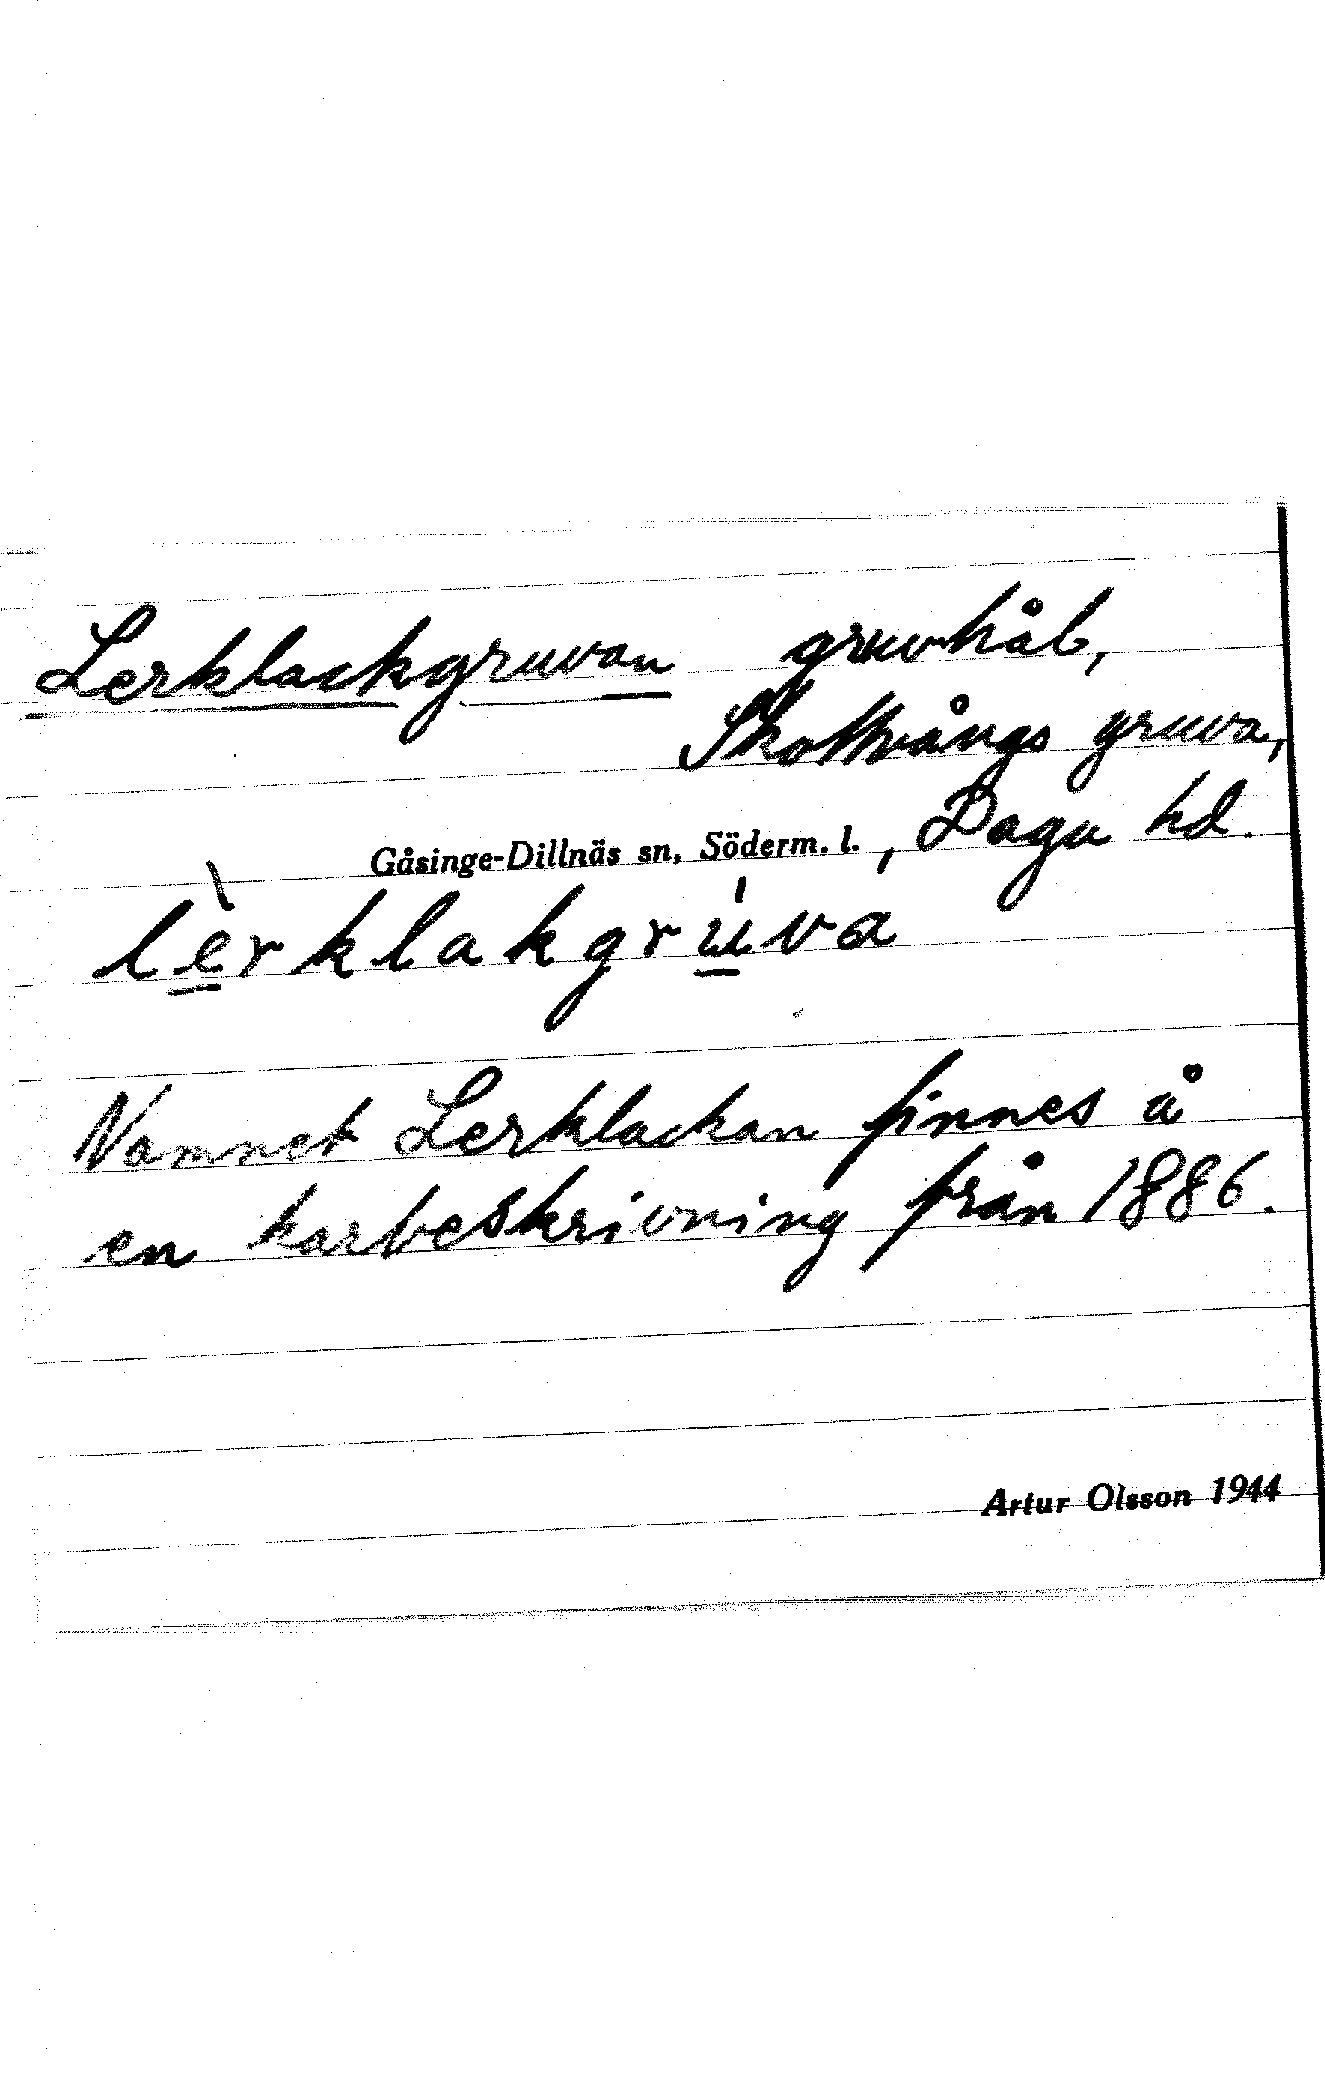 Lerklackgruvan gruvhål,
Skottvångs gruva,
Gåsinge-Dillnäs sn, Söderm. l., Daga hd.
lèrklakgrúva
Namnet Lerklackan finnes å
en karbeskrivning från 1886.
Artur Olsson 1944